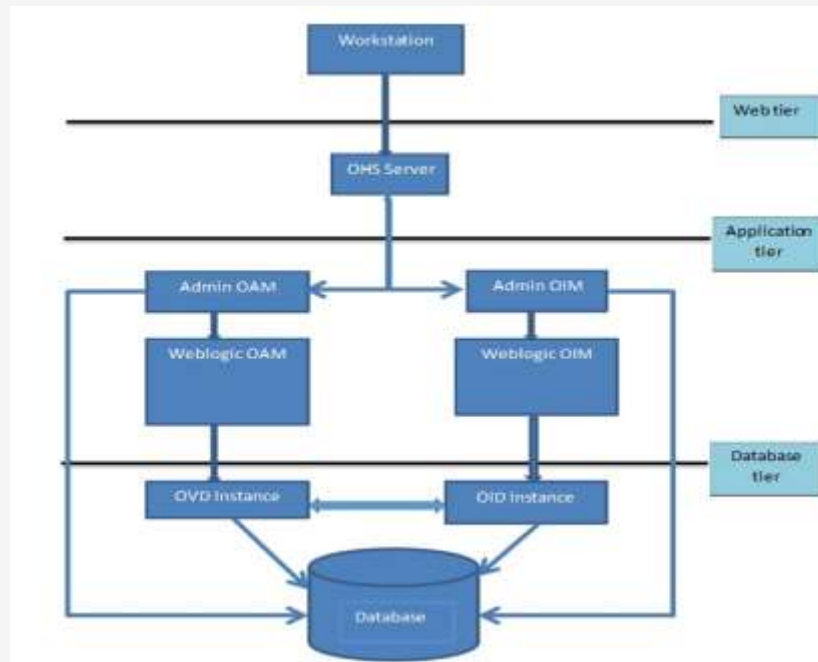 Workstation
Web tier
OHS Server
Application
tier
Admin OAM
Admin OIM
Weblogic OAM
Weblogic OIM
Database
tier
OVD Instance
OID Instance
Database